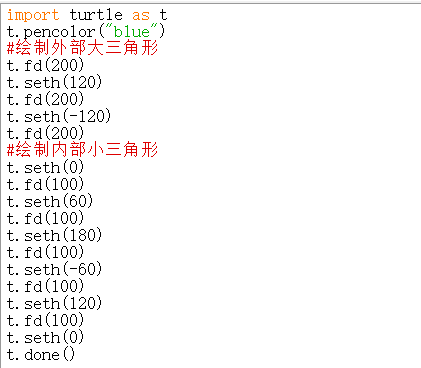 import turtle as t
t.pencolor("blue")
#绘制外部大三角形
t.fd(200)
t.seth(120)
t.fd(200)
t.seth(-120)
t.fd(200)
#绘制内部小三角形
t.seth(0)
t.fd(100)
t.seth(60)
t.fd(100)
t.seth(180)
t.fd(100)
t.seth(-60)
t.fd(100)
t.seth(120)
t.fd(100)
t.seth(0)
t.done()